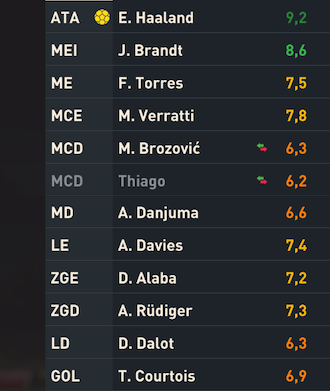 ATA E. Haaland 9,2
MEI J. Brandt 8,6
ME F. Torres 7,5
MCE M. Verratti 7,8
MCD M. Brozović 6,3
MCD Thiago 6,2
MD A. Danjuma 6,6
LE A. Davies 7,4
ZGE D. Alaba 7,2
ZGD A. Rüdiger 7,3
LD D. Dalot 6,3
GOL T. Courtois 6,9